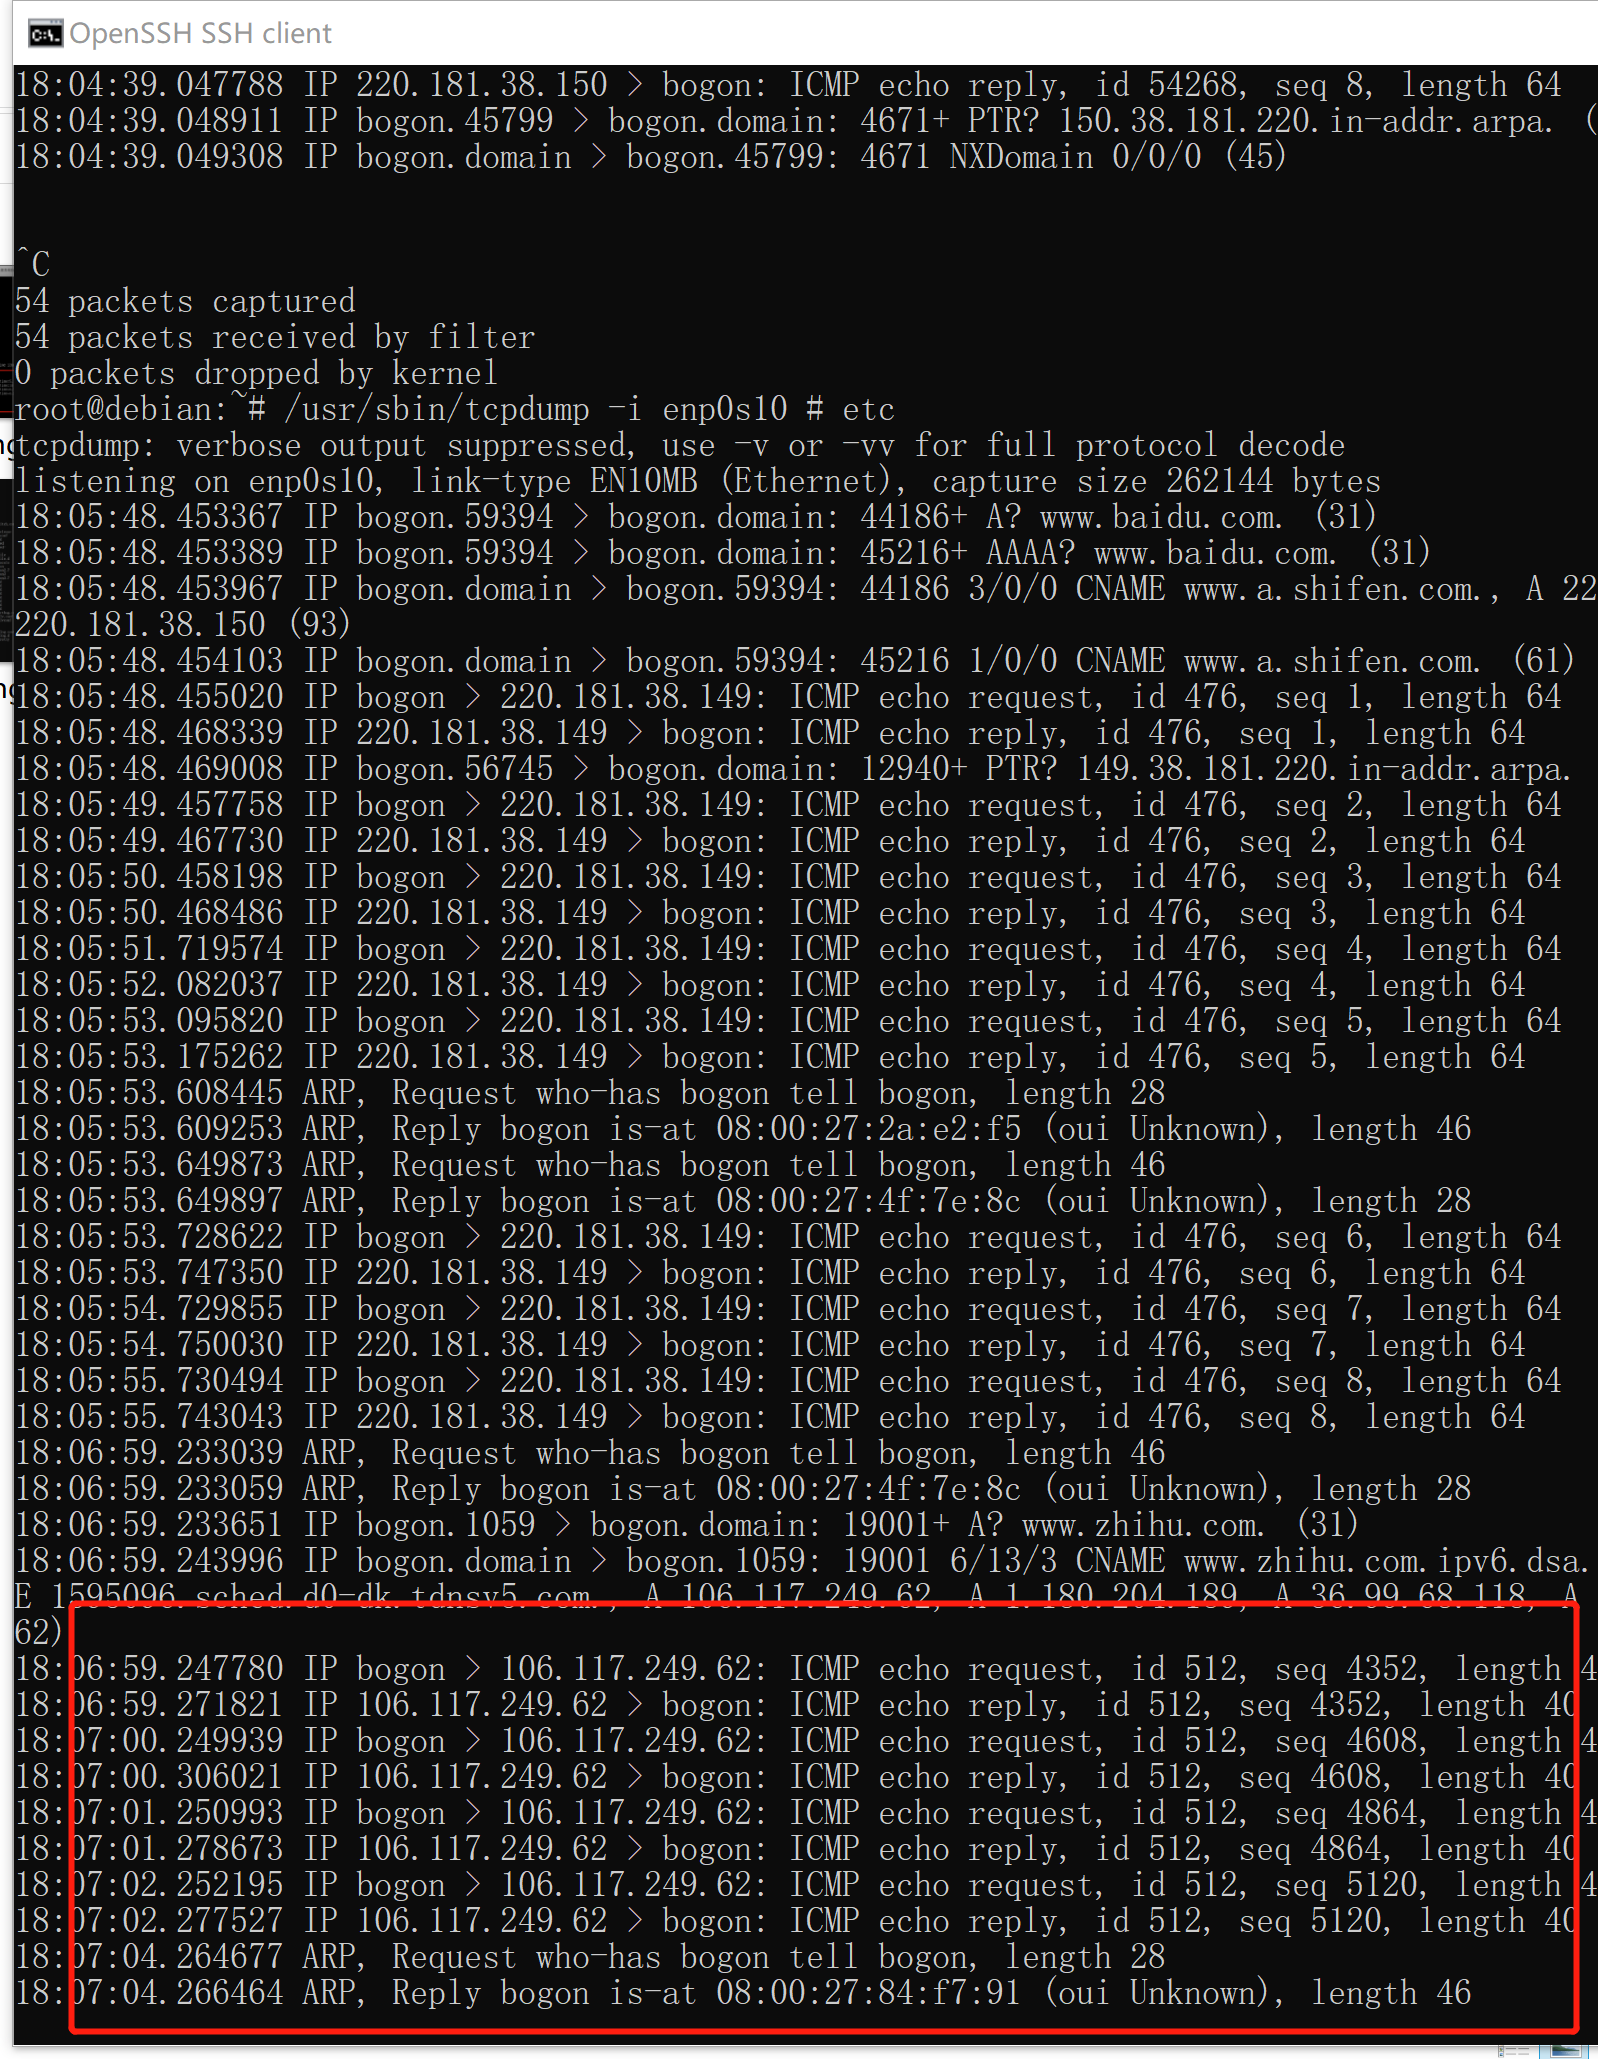 OpenSSH SSH client
18:04:39.047788 IP 220.181.38.150 > bogon: ICMP echo reply, id 54268, seq 8, length 64
18:04:39.048911 IP bogon.45799 > bogon.domain: 4671+ PTR? 150.38.181.220.in-addr.arpa. (
18:04:39.049308 IP bogon.domain > bogon.45799: 4671 NXDomain 0/0/0 (45)
^C
54 packets captured
54 packets received by filter
0 packets dropped by kernel
root@debian:~# /usr/sbin/tcpdump -i enp0s10 # etc
tcpdump: verbose output suppressed, use -v or -vv for full protocol decode
listening on enp0s10, link-type EN10MB (Ethernet), capture size 262144 bytes
18:05:48.453367 IP bogon.59394 > bogon.domain: 44186+ A? www.baidu.com. (31)
18:05:48.453389 IP bogon.59394 > bogon.domain: 45216+ AAAA? www.baidu.com. (31)
18:05:48.453967 IP bogon.domain > bogon.59394: 44186 3/0/0 CNAME www.a.shifen.com., A 22
220.181.38.150 (93)
18:05:48.454103 IP bogon.domain > bogon.59394: 45216 1/0/0 CNAME www.a.shifen.com. (61)
18:05:48.455020 IP bogon > 220.181.38.149: ICMP echo request, id 476, seq 1, length 64
18:05:48.468339 IP 220.181.38.149 > bogon: ICMP echo reply, id 476, seq 1, length 64
18:05:48.469008 IP bogon.56745 > bogon.domain: 12940+ PTR? 149.38.181.220.in-addr.arpa.
18:05:49.457758 IP bogon > 220.181.38.149: ICMP echo request, id 476, seq 2, length 64
18:05:49.467730 IP 220.181.38.149 > bogon: ICMP echo reply, id 476, seq 2, length 64
18:05:50.458198 IP bogon > 220.181.38.149: ICMP echo request, id 476, seq 3, length 64
18:05:50.468486 IP 220.181.38.149 > bogon: ICMP echo reply, id 476, seq 3, length 64
18:05:51.719574 IP bogon > 220.181.38.149: ICMP echo request, id 476, seq 4, length 64
18:05:52.082037 IP 220.181.38.149 > bogon: ICMP echo reply, id 476, seq 4, length 64
18:05:53.095820 IP bogon > 220.181.38.149: ICMP echo request, id 476, seq 5, length 64
18:05:53.175262 IP 220.181.38.149 > bogon: ICMP echo reply, id 476, seq 5, length 64
18:05:53.608445 ARP, Request who-has bogon tell bogon, length 28
18:05:53.609253 ARP, Reply bogon is-at 08:00:27:2a:e2:f5 (oui Unknown), length 46
18:05:53.649873 ARP, Request who-has bogon tell bogon, length 46
18:05:53.649897 ARP, Reply bogon is-at 08:00:27:4f:7e:8c (oui Unknown), length 28
18:05:53.728622 IP bogon > 220.181.38.149: ICMP echo request, id 476, seq 6, length 64
18:05:53.747350 IP 220.181.38.149 > bogon: ICMP echo reply, id 476, seq 6, length 64
18:05:54.729855 IP bogon > 220.181.38.149: ICMP echo request, id 476, seq 7, length 64
18:05:54.750030 IP 220.181.38.149 > bogon: ICMP echo reply, id 476, seq 7, length 64
18:05:55.730494 IP bogon > 220.181.38.149: ICMP echo request, id 476, seq 8, length 64
18:05:55.743043 IP 220.181.38.149 > bogon: ICMP echo reply, id 476, seq 8, length 64
18:06:59.233039 ARP, Request who-has bogon tell bogon, length 46
18:06:59.233059 ARP, Reply bogon is-at 08:00:27:4f:7e:8c (oui Unknown), length 28
18:06:59.233651 IP bogon.1059 > bogon.domain: 19001+ A? www.zhihu.com. (31)
18:06:59.243996 IP bogon.domain > bogon.1059: 19001 6/13/3 CNAME www.zhihu.com.ipv6.dsa.
E 1595096.sched.d0-dk.tdnsv5.com., A 106.117.249.62, A 1.180.204.189, A 36.99.68.118, A
62)
18:06:59.247780 IP bogon > 106.117.249.62: ICMP echo request, id 512, seq 4352, length 4
18:06:59.271821 IP 106.117.249.62 > bogon: ICMP echo reply, id 512, seq 4352, length 40
18:07:00.249939 IP bogon > 106.117.249.62: ICMP echo request, id 512, seq 4608, length 4
18:07:00.306021 IP 106.117.249.62 > bogon: ICMP echo reply, id 512, seq 4608, length 40
18:07:01.250993 IP bogon > 106.117.249.62: ICMP echo request, id 512, seq 4864, length 4
18:07:01.278673 IP 106.117.249.62 > bogon: ICMP echo reply, id 512, seq 4864, length 40
18:07:02.252195 IP bogon > 106.117.249.62: ICMP echo request, id 512, seq 5120, length 4
18:07:02.277527 IP 106.117.249.62 > bogon: ICMP echo reply, id 512, seq 5120, length 40
18:07:04.264677 ARP, Request who-has bogon tell bogon, length 28
18:07:04.266464 ARP, Reply bogon is-at 08:00:27:84:f7:91 (oui Unknown), length 46